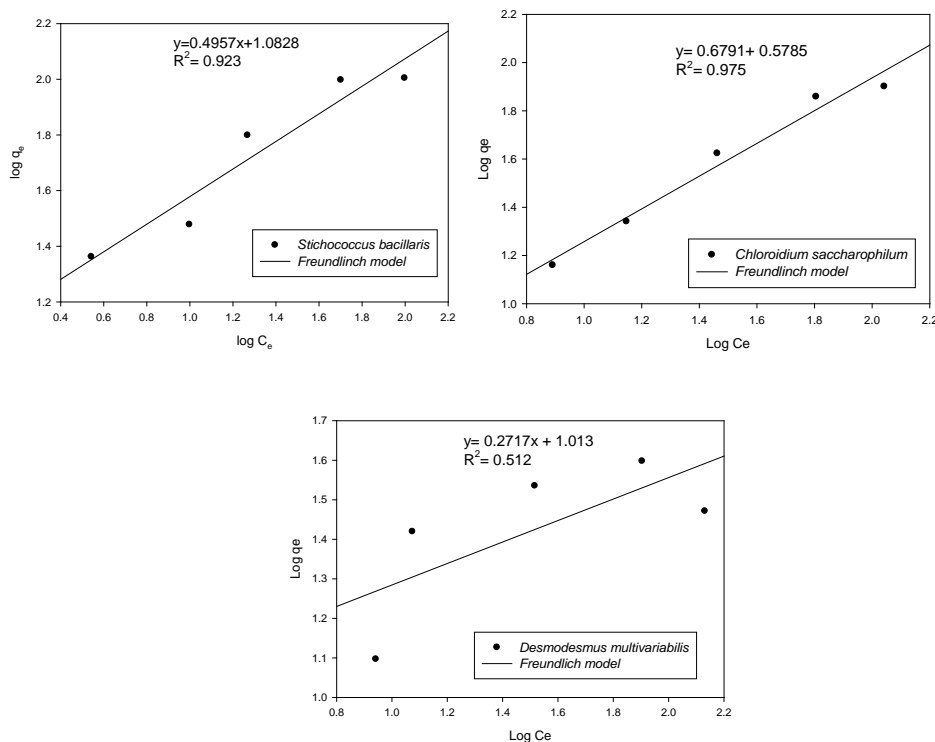 y=0.4957x+1.0828
R²= 0.923
2.2
2.0
1.8
1.6
1.4
1.2
log qₑ
0.4 0.6 0.8 1.0 1.2 1.4 1.6 1.8 2.0 2.2
log Cₑ
Stichococcus bacillaris
Freundlinch model
y= 0.6791+ 0.5785
R²= 0.975
2.2
2.0
1.8
1.6
1.4
1.2
1.0
Log qe
0.8 1.0 1.2 1.4 1.6 1.8 2.0 2.2
Log Ce
Chloroidium saccharophilum
Freundlinch model
y= 0.2717x + 1.013
R²= 0.512
1.7
1.6
1.5
1.4
1.3
1.2
1.1
1.0
Log qe
0.8 1.0 1.2 1.4 1.6 1.8 2.0 2.2
Log Ce
Desmodesmus multivariabilis
Freundlich model